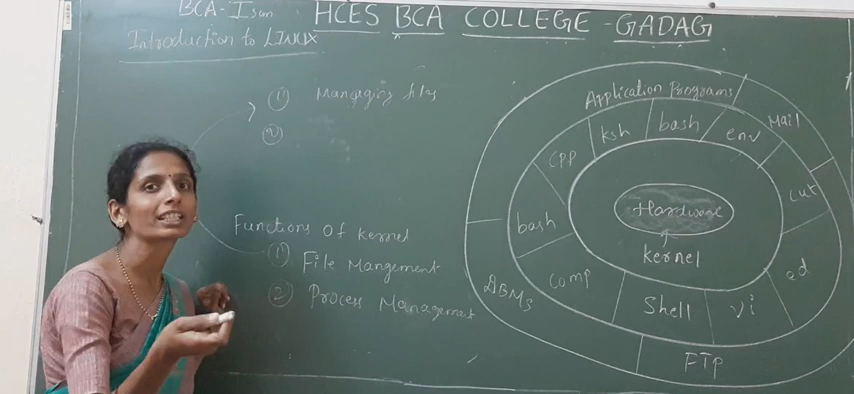 BCA - I Sem HCES BCA COLLEGE - GADAG
Introduction to LINUX
① Managing files
②
Functions Of Kernel
① File Mangement
② Process Management
Application Programs
Mail
ksh
bash
env
CPP
cut
bash
Hardware
kernel
DBMS
Comp
Shell
vi
ed
FTp